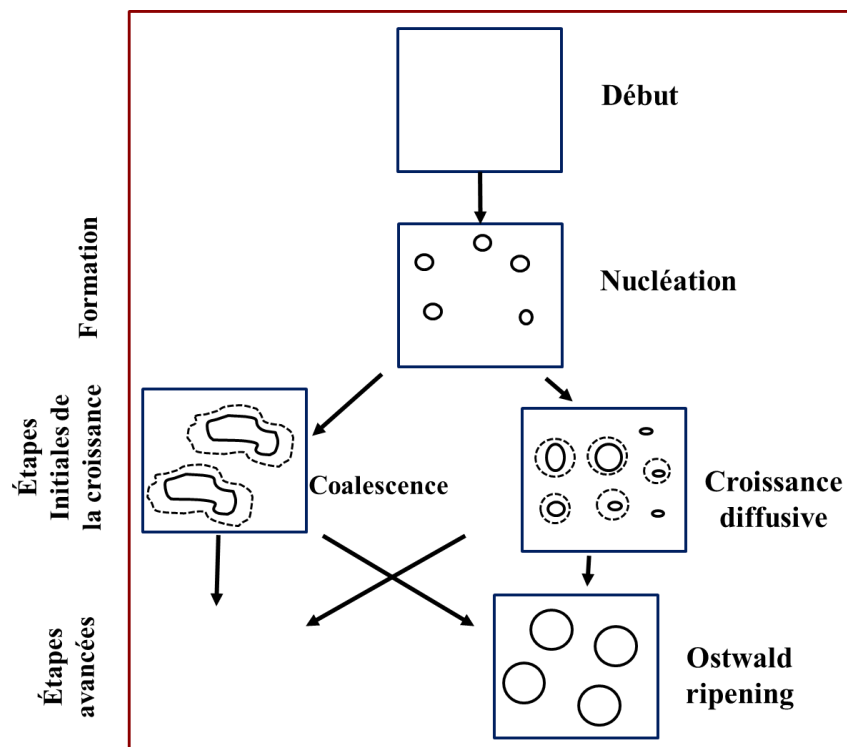 Début
Formation
Nucléation
Étapes
Initiales de
la croissance
Coalescence
Croissance
diffusive
Étapes
avancées
Ostwald
ripening